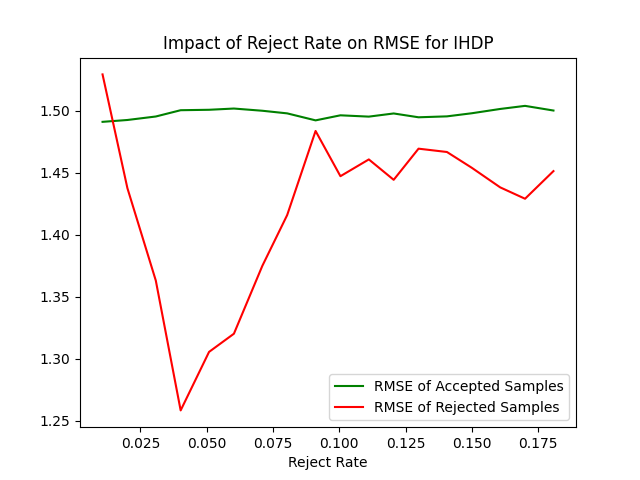 Impact of Reject Rate on RMSE for IHDP
1.50
1.45
1.40
1.35
1.30
1.25
RMSE of Accepted Samples
RMSE of Rejected Samples
0.025 0.050 0.075 0.100 0.125 0.150 0.175
Reject Rate